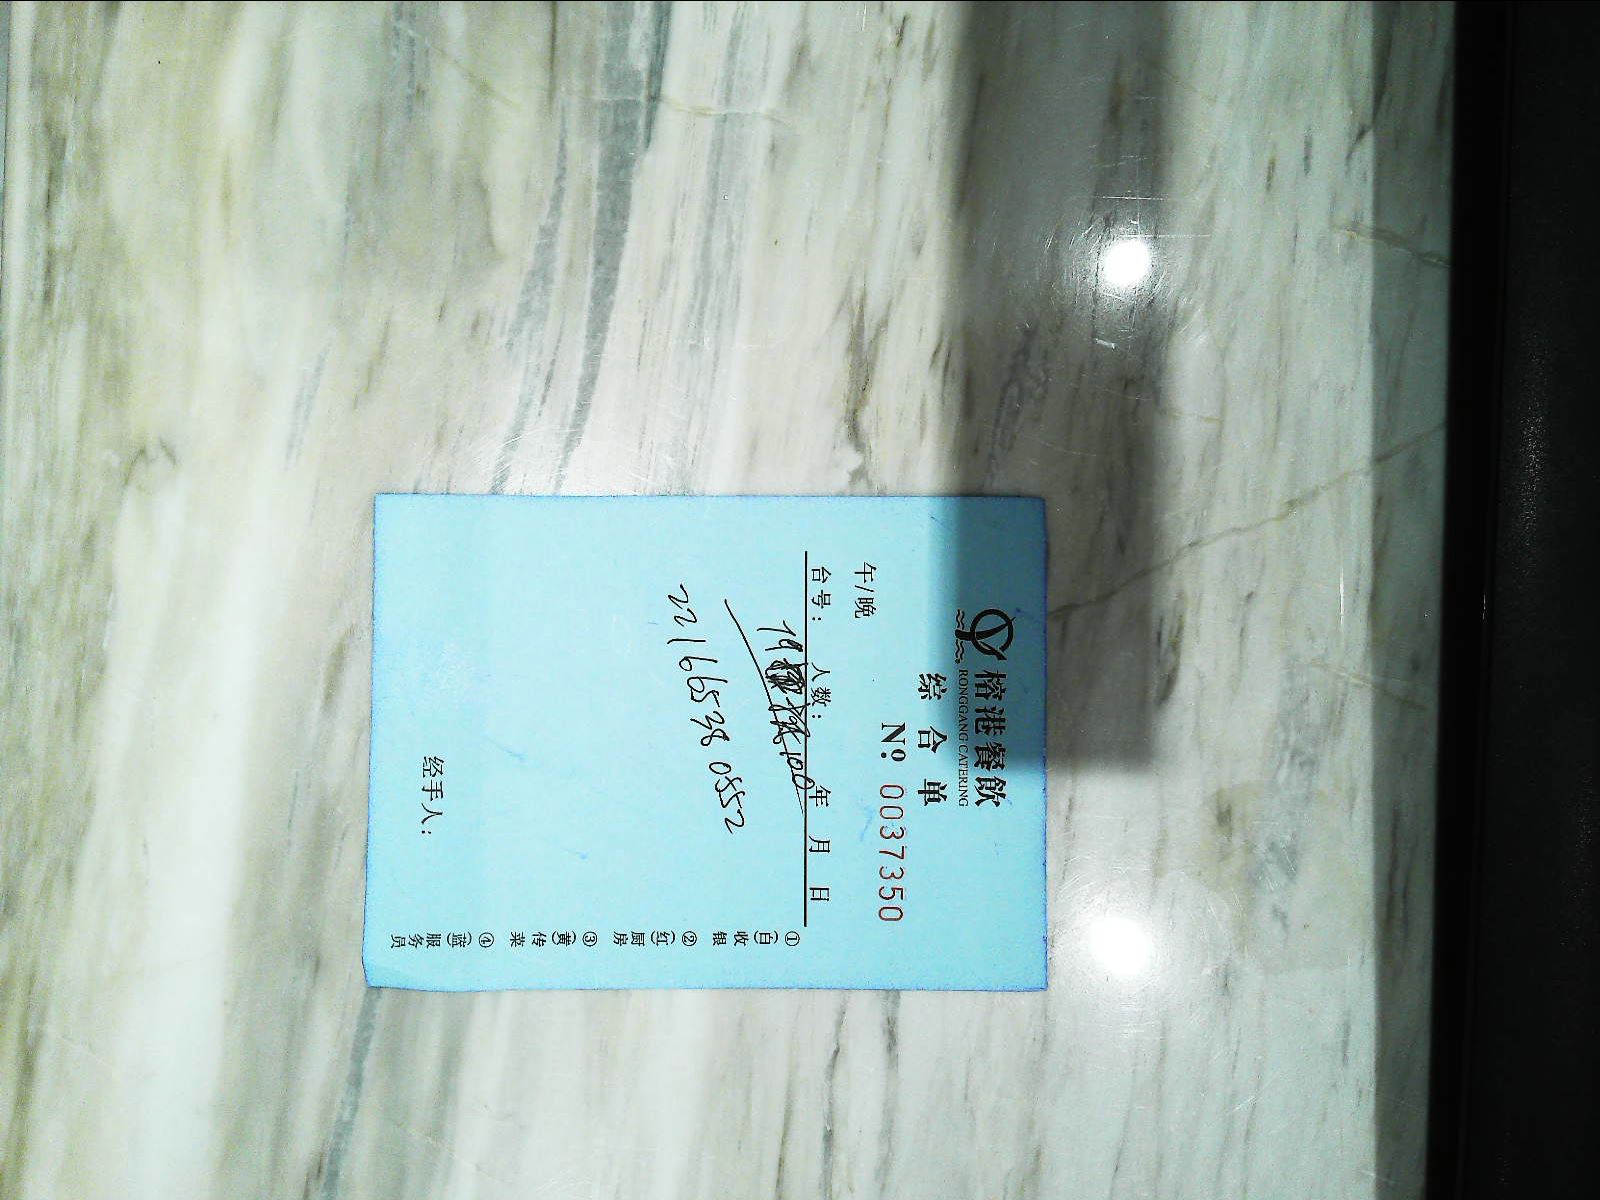 榕港餐飲
RONGGANG CATERING
综合单
№ 0037350
午/晚
台号： 人数： 年 月 日
22166538 0552
经手人：
①(白)收银 ②(红)厨房 ③(黄)传菜 ④(蓝)服务员